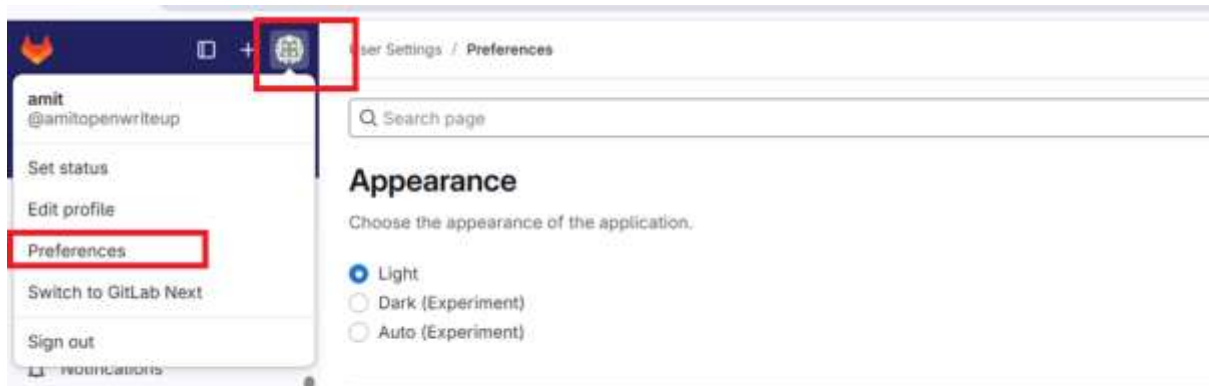 User Settings / Preferences
amit
@amitopenwriteup
Set status
Edit profile
Preferences
Switch to GitLab Next
Sign out
Notifications
Search page
Appearance
Choose the appearance of the application.
Light
Dark (Experiment)
Auto (Experiment)